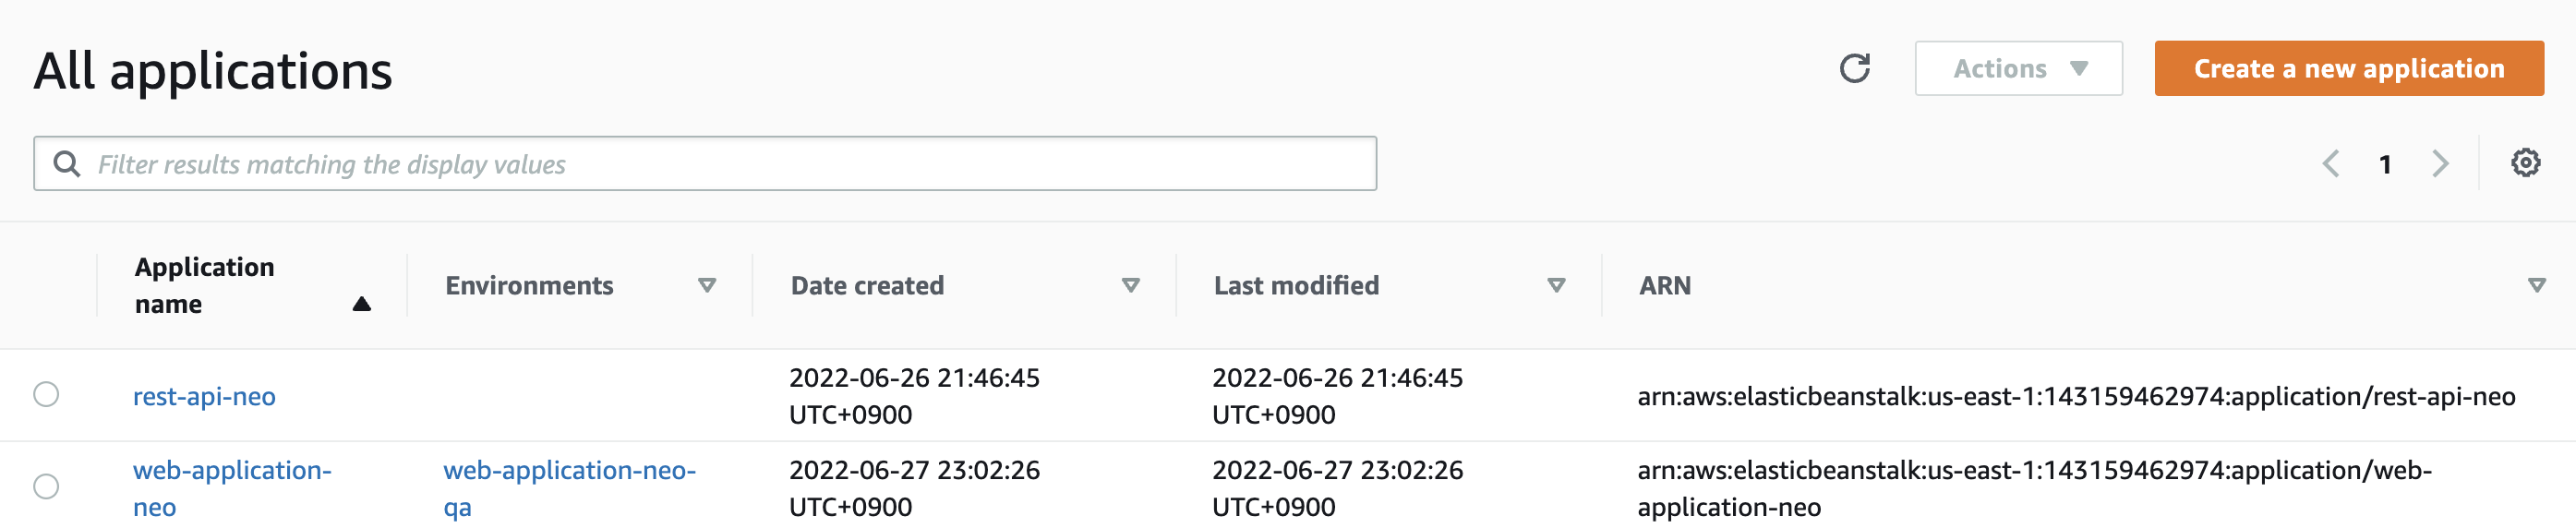 All applications
Actions
Create a new application
Filter results matching the display values
1
Application
name
Environments
Date created
Last modified
ARN
rest-api-neo
2022-06-26 21:46:45
UTC+0900
2022-06-26 21:46:45
UTC+0900
arn:aws:elasticbeanstalk:us-east-1:143159462974:application/rest-api-neo
web-application-
neo
web-application-neo-
qa
2022-06-27 23:02:26
UTC+0900
2022-06-27 23:02:26
UTC+0900
arn:aws:elasticbeanstalk:us-east-1:143159462974:application/web-
application-neo